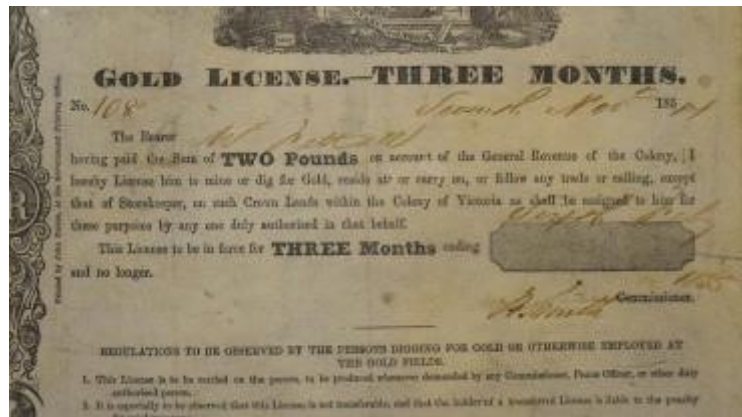 GOLD LICENSE.—THREE MONTHS.
No. 108 Nov 185
The Bearer
having paid the Sum of TWO Pounds on account of the General Revenue of the Colony, I
hereby License him to mine or dig for Gold, reside at or carry on, or follow any trade or calling, except
that of Storekeeper, on such Crown Lands within the Colony of Victoria as shall be assigned to him for
these purposes by any one duly authorised in that behalf.
This License to be in force for THREE Months ending
and no longer.
Commissioner.
REGULATIONS TO BE OBSERVED BY THE PERSONS DIGGING FOR GOLD OR OTHERWISE EMPLOYED AT
THE GOLD FIELDS.
1. This License is to be carried on the person, to be produced whenever demanded by any Commissioner, Peace Officer, or other duty
authorised person.
2. It is especially to be observed that this License is not transferable, and that the holder of a transferred License is liable to the penalty